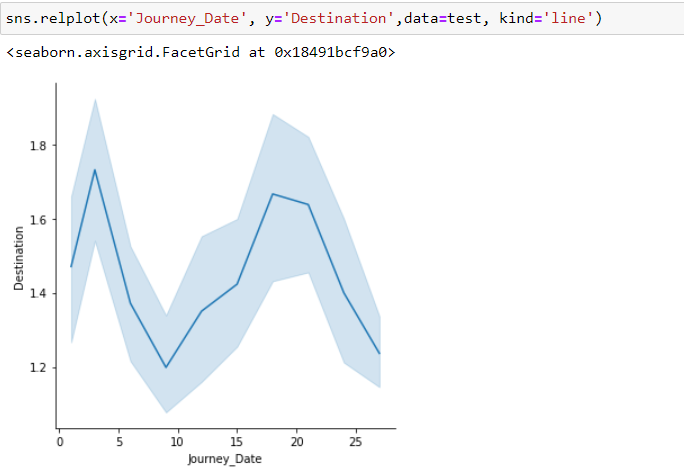 sns.relplot(x='Journey_Date', y='Destination',data=test, kind='line')
<seaborn.axisgrid.FacetGrid at 0x18491bcf9a0>
1.8
1.6
1.4
1.2
Destination
0 5 10 15 20 25
Journey_Date